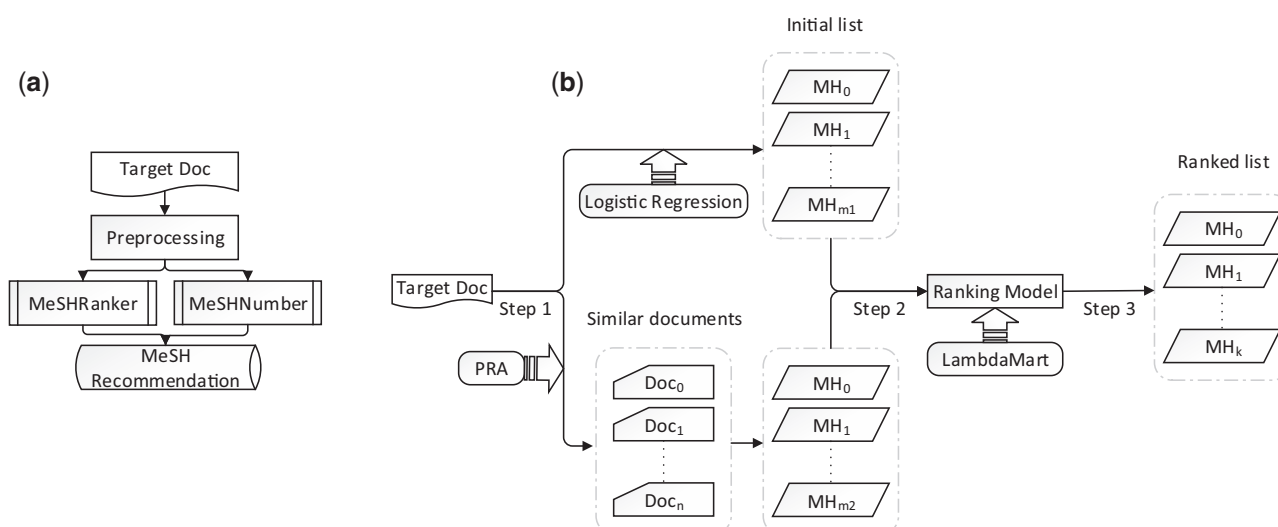 (a)
Target Doc
Preprocessing
MeSHRanker
MeSHNumber
MeSH
Recommendation
(b)
Initial list
MH0
MH1
MHm1
Logistic Regression
Target Doc
Step 1
PRA
Similar documents
Doc0
Doc1
Docn
MH0
MH1
MHm2
Step 2
Ranking Model
LambdaMart
Step 3
Ranked list
MH0
MH1
MHk